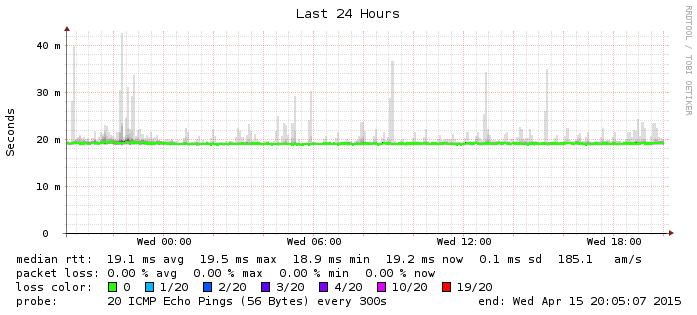 Last 24 Hours
RRDTOOL / TOBI OETIKER
Seconds
40 m
30 m
20 m
10 m
0
Wed 00:00 Wed 06:00 Wed 12:00 Wed 18:00
median rtt: 19.1 ms avg 19.5 ms max 18.9 ms min 19.2 ms now 0.1 ms sd 185.1 am/s
packet loss: 0.00 % avg 0.00 % max 0.00 % min 0.00 % now
loss color: 0 1/20 2/20 3/20 4/20 10/20 19/20
probe: 20 ICMP Echo Pings (56 Bytes) every 300s end: Wed Apr 15 20:05:07 2015